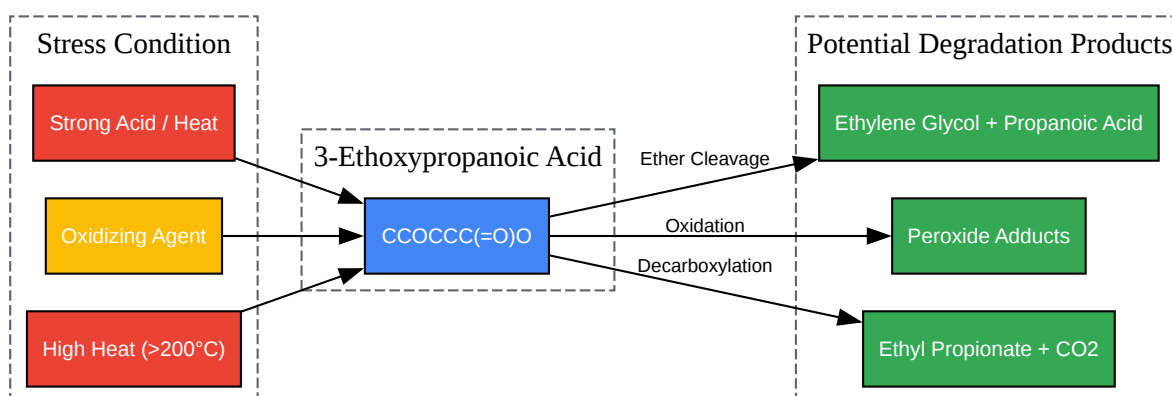 Stress Condition
Strong Acid / Heat
Oxidizing Agent
High Heat (>200°C)
3-Ethoxypropanoic Acid
CCOCCC(=O)O
Ether Cleavage
Oxidation
Decarboxylation
Potential Degradation Products
Ethylene Glycol + Propanoic Acid
Peroxide Adducts
Ethyl Propionate + CO2